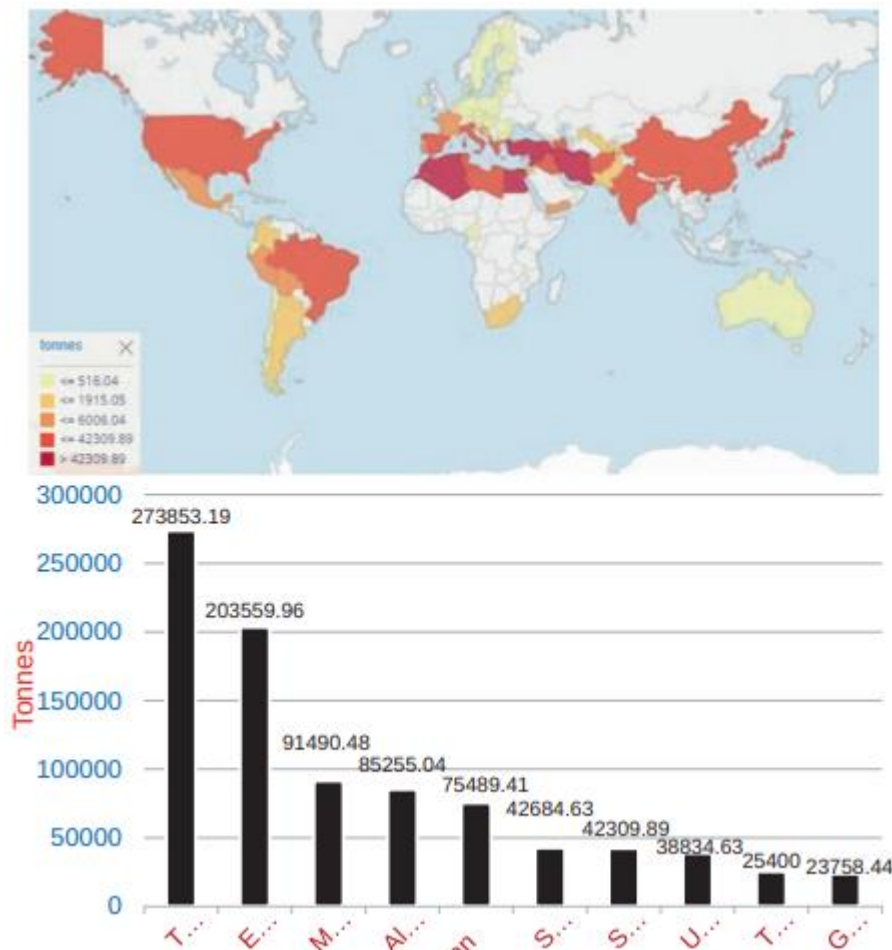 tonnes
<= 516.04
<= 1915.05
<= 6006.04
<= 42309.89
> 42309.89
Tonnes
300000
250000
200000
150000
100000
50000
0
273853.19
203559.96
91490.48
85255.04
75489.41
42684.63
42309.89
38834.63
25400
23758.44
T...
E...
M...
Al...
an
S...
S...
U...
T...
G...